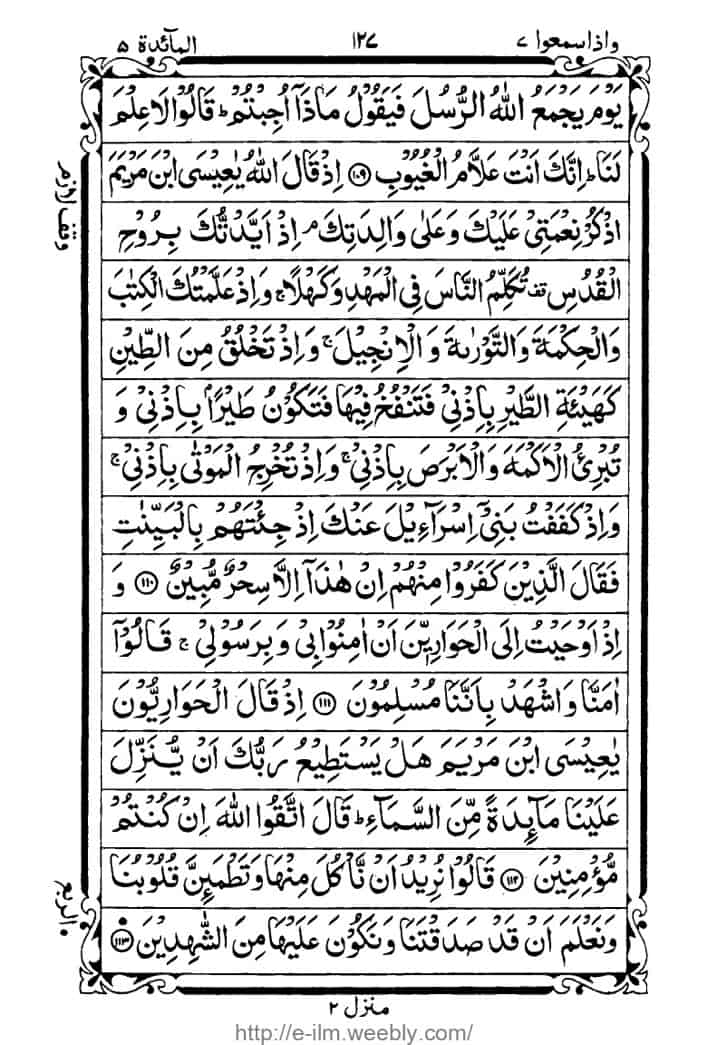 واذاسمعوا ٧ ١٢٧ المآئدة ٥
يَوْمَ يَجْمَعُ اللّٰهُ الرُّسُلَ فَيَقُوْلُ مَاذَاۤ اُجِبْتُمْ ؕ قَالُوْا لَا عِلْمَ
لَنَا ؕ اِنَّكَ اَنْتَ عَلَّامُ الْغُيُوْبِ ۝۱۰۹ اِذْ قَالَ اللّٰهُ يٰعِيْسَى ابْنَ مَرْيَمَ
اذْكُرْ نِعْمَتِيْ عَلَيْكَ وَعَلٰى وَالِدَتِكَ ۘ اِذْ اَيَّدْتُّكَ بِرُوْحِ
الْقُدُسِ ۫ تُكَلِّمُ النَّاسَ فِي الْمَهْدِ وَكَهْلًا ۚ وَاِذْ عَلَّمْتُكَ الْكِتٰبَ
وَالْحِكْمَةَ وَالتَّوْرٰىةَ وَالْاِنْجِيْلَ ۚ وَاِذْ تَخْلُقُ مِنَ الطِّيْنِ
كَهَيْئَةِ الطَّيْرِ بِاِذْنِيْ فَتَنْفُخُ فِيْهَا فَتَكُوْنُ طَيْرًۢا بِاِذْنِيْ وَ
تُبْرِئُ الْاَكْمَهَ وَالْاَبْرَصَ بِاِذْنِيْ ۚ وَاِذْ تُخْرِجُ الْمَوْتٰى بِاِذْنِيْ ۚ
وَاِذْ كَفَفْتُ بَنِيْۤ اِسْرَآءِيْلَ عَنْكَ اِذْ جِئْتَهُمْ بِالْبَيِّنٰتِ
فَقَالَ الَّذِيْنَ كَفَرُوْا مِنْهُمْ اِنْ هٰذَاۤ اِلَّا سِحْرٌ مُّبِيْنٌ ۝۱۱۰ وَ
اِذْ اَوْحَيْتُ اِلَى الْحَوَارِيّٖنَ اَنْ اٰمِنُوْا بِيْ وَبِرَسُوْلِيْ ۚ قَالُوْۤا
اٰمَنَّا وَاشْهَدْ بِاَنَّنَا مُسْلِمُوْنَ ۝۱۱۱ اِذْ قَالَ الْحَوَارِيُّوْنَ
يٰعِيْسَى ابْنَ مَرْيَمَ هَلْ يَسْتَطِيْعُ رَبُّكَ اَنْ يُّنَزِّلَ
عَلَيْنَا مَآئِدَةً مِّنَ السَّمَآءِ ؕ قَالَ اتَّقُوا اللّٰهَ اِنْ كُنْتُمْ
مُّؤْمِنِيْنَ ۝۱۱۲ قَالُوْا نُرِيْدُ اَنْ نَّاْكُلَ مِنْهَا وَتَطْمَئِنَّ قُلُوْبُنَا
وَنَعْلَمَ اَنْ قَدْ صَدَقْتَنَا وَنَكُوْنَ عَلَيْهَا مِنَ الشّٰهِدِيْنَ ۝۱۱۳
وقف لازم
الربع
منزل ٢
http://e-ilm.weebly.com/